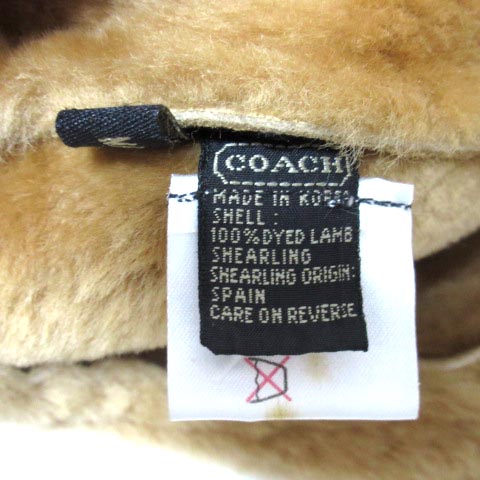 COACH
MADE IN KOREA
SHELL:
100%DYED LAMB
SHEARLING
SHEARLING ORIGIN:
SPAIN
CARE ON REVERSE